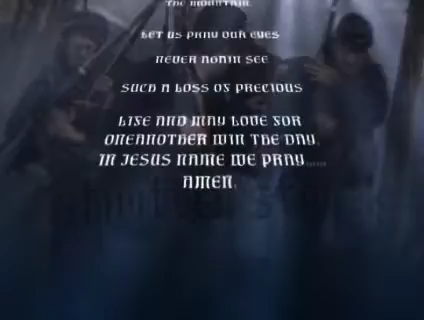 THE MOUNTAIN.
LET US PRAY OUR EYES
NEVER AGAIN SEE
SUCH A LOSS OF PRECIOUS
LIFE AND MAY LOVE FOR
ONEANOTHER WIN THE DAY.
IN JESUS NAME WE PRAY......
AMEN.